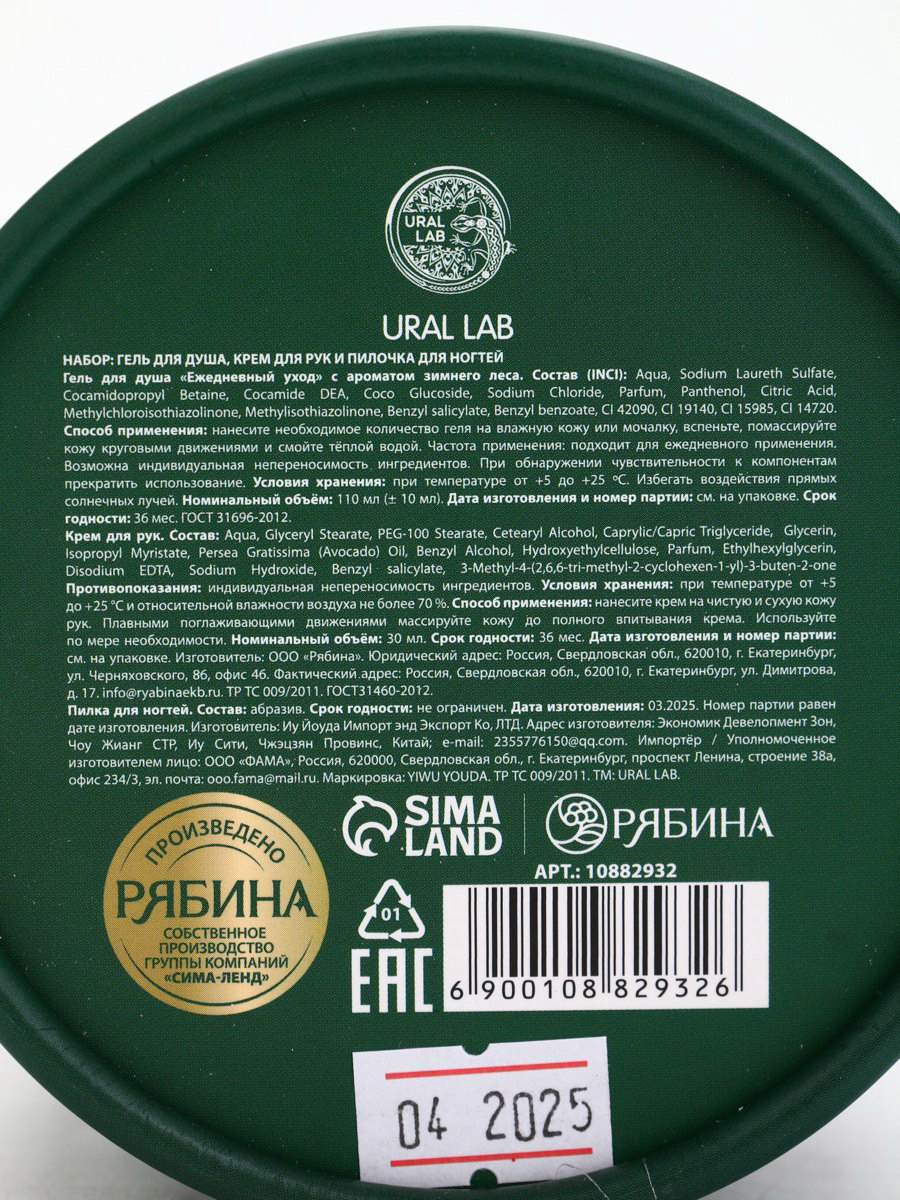 URAL
LAB
URAL LAB
НАБОР: ГЕЛЬ ДЛЯ ДУША, КРЕМ ДЛЯ РУК И ПИЛОЧКА ДЛЯ НОГТЕЙ
Гель для душа «Ежедневный уход» с ароматом зимнего леса. Состав (INCI): Aqua, Sodium Laureth Sulfate,
Cocamidopropyl Betaine, Cocamide DEA, Coco Glucoside, Sodium Chloride, Parfum, Panthenol, Citric Acid,
Methylchloroisothiazolinone, Methylisothiazolinone, Benzyl salicylate, Benzyl benzoate, CI 42090, CI 19140, CI 15985, CI 14720.
Способ применения: нанесите необходимое количество геля на влажную кожу или мочалку, вспеньте, помассируйте
кожу круговыми движениями и смойте тёплой водой. Частота применения: подходит для ежедневного применения.
Возможна индивидуальная непереносимость ингредиентов. При обнаружении чувствительности к компонентам
прекратить использование. Условия хранения: при температуре от +5 до +25 °C. Избегать воздействия прямых
солнечных лучей. Номинальный объём: 110 мл (± 10 мл). Дата изготовления и номер партии: см. на упаковке. Срок
годности: 36 мес. ГОСТ 31696-2012.
Крем для рук. Состав: Aqua, Glyceryl Stearate, PEG-100 Stearate, Cetearyl Alcohol, Caprylic/Capric Triglyceride, Glycerin,
Isopropyl Myristate, Persea Gratissima (Avocado) Oil, Benzyl Alcohol, Hydroxyethylcellulose, Parfum, Ethylhexylglycerin,
Disodium EDTA, Sodium Hydroxide, Benzyl salicylate, 3-Methyl-4-(2,6,6-tri-methyl-2-cyclohexen-1-yl)-3-buten-2-one
Противопоказания: индивидуальная непереносимость ингредиентов. Условия хранения: при температуре от +5
до +25 °C и относительной влажности воздуха не более 70 %. Способ применения: нанесите крем на чистую и сухую кожу
рук. Плавными поглаживающими движениями массируйте кожу до полного впитывания крема. Используйте
по мере необходимости. Номинальный объём: 30 мл. Срок годности: 36 мес. Дата изготовления и номер партии:
см. на упаковке. Изготовитель: ООО «Рябина». Юридический адрес: Россия, Свердловская обл., 620010, г. Екатеринбург,
ул. Черняховского, 86, офис 46. Фактический адрес: Россия, Свердловская обл., 620010, г. Екатеринбург, ул. Димитрова,
д. 17. info@ryabinaekb.ru. ТР ТС 009/2011. ГОСТ31460-2012.
Пилка для ногтей. Состав: абразив. Срок годности: не ограничен. Дата изготовления: 03.2025. Номер партии равен
дате изготовления. Изготовитель: Иу Йоуда Импорт энд Экспорт Ко, ЛТД. Адрес изготовителя: Экономик Девелопмент Зон,
Чоу Жианг СТР, Иу Сити, Чжэцзян Провинс, Китай; e-mail: 2355776150@qq.com. Импортёр / Уполномоченное
изготовителем лицо: ООО «ФАМА», Россия, 620000, Свердловская обл., г. Екатеринбург, проспект Ленина, строение 38а,
офис 234/3, эл. почта: ooo.fama@mail.ru. Маркировка: YIWU YOUDA. ТР ТС 009/2011. ТМ: URAL LAB.
ПРОИЗВЕДЕНО
РЯБИНА
СОБСТВЕННОЕ
ПРОИЗВОДСТВО
ГРУППЫ КОМПАНИЙ
«СИМА-ЛЕНД»
SIMA
LAND
РЯБИНА
АРТ.: 10882932
01
EAC
6 900108 829326
04 2025